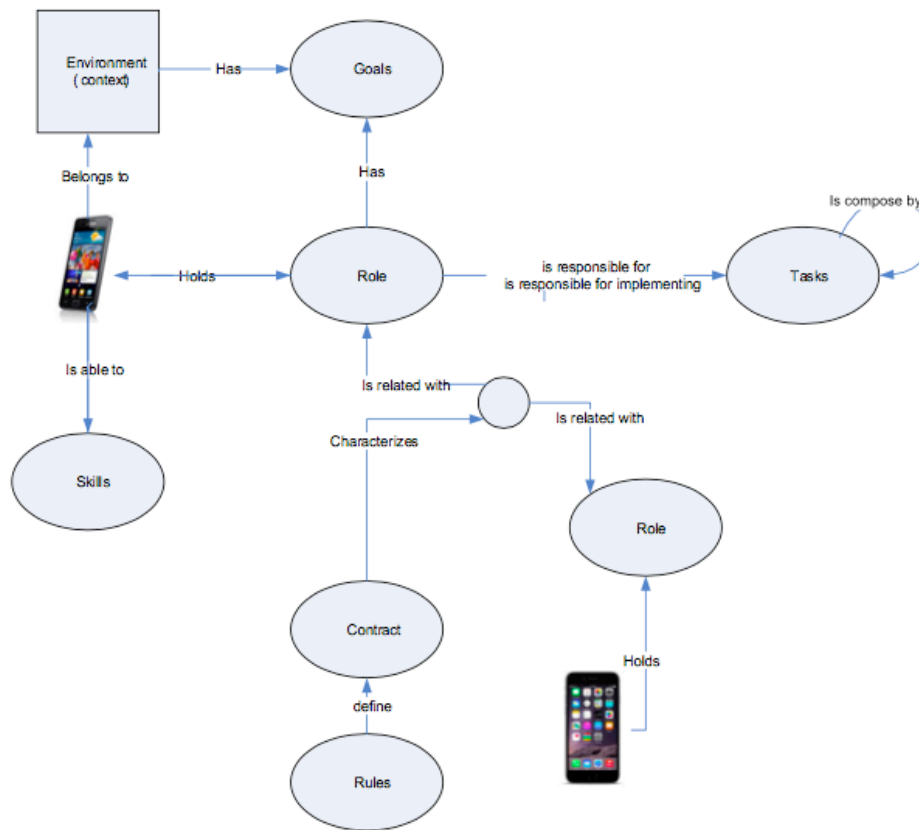 Environment
( context)
Has
Goals
Belongs to
Has
Is compose by
Holds
Role
is responsible for
is responsible for implementing
Tasks
Is able to
Is related with
Is related with
Characterizes
Skills
Role
Contract
Holds
define
Rules